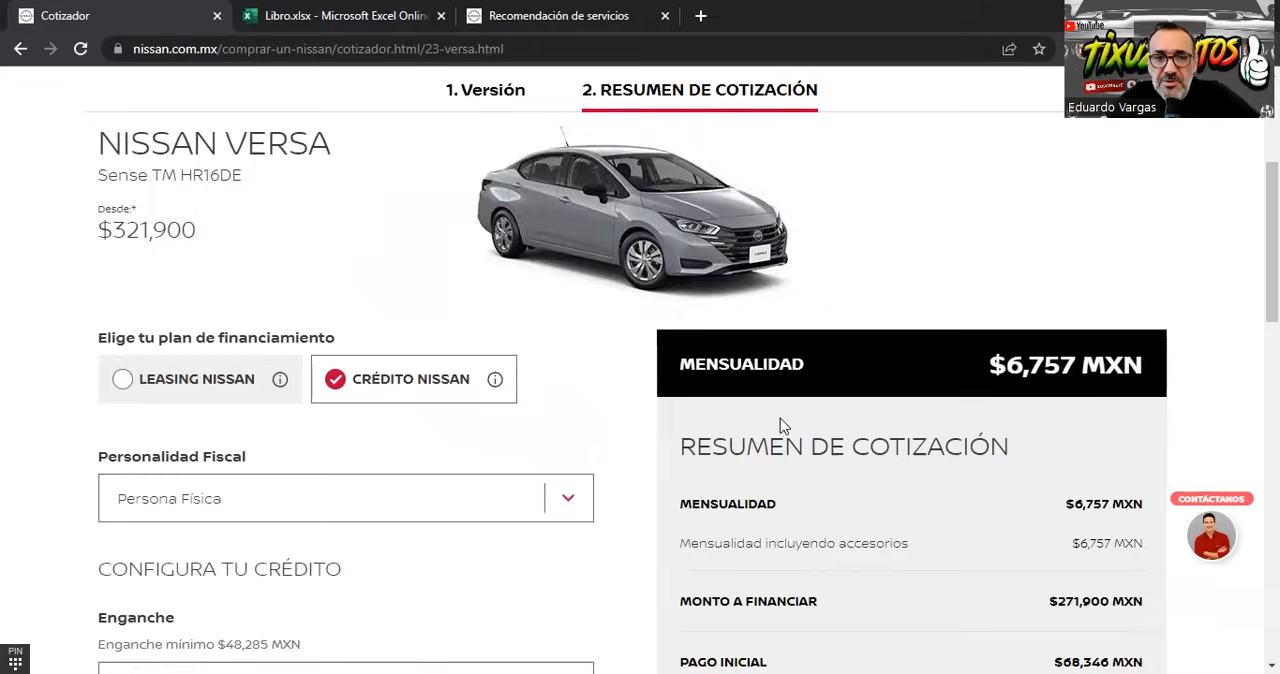 Cotizador
Libro.xlsx - Microsoft Excel Online
Recomendación de servicios
nissan.com.mx/comprar-un-nissan/cotizador.html/23-versa.html
YouTube
Eduardo Vargas
1. Versión
2. RESUMEN DE COTIZACIÓN
NISSAN VERSA
Sense TM HR16DE
Desde:*
$321,900
Elige tu plan de financiamiento
LEASING NISSAN
CRÉDITO NISSAN
Personalidad Fiscal
Persona Física
CONFIGURA TU CRÉDITO
Enganche
Enganche mínimo $48,285 MXN
MENSUALIDAD $6,757 MXN
RESUMEN DE COTIZACIÓN
MENSUALIDAD $6,757 MXN
Mensualidad incluyendo accesorios $6,757 MXN
MONTO A FINANCIAR $271,900 MXN
PAGO INICIAL $68,346 MXN
CONTÁCTANOS
PIN